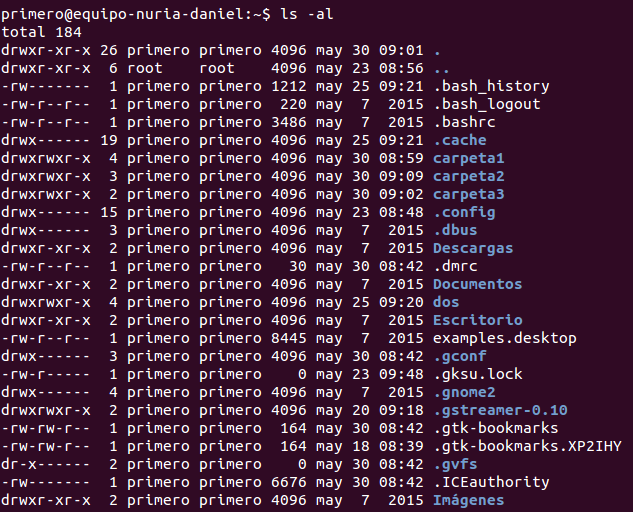 primero@equipo-nuria-daniel:~$ ls -al
total 184
drwxr-xr-x 26 primero primero 4096 may 30 09:01 .
drwxr-xr-x  6 root    root    4096 may 23 08:56 ..
-rw-------  1 primero primero 1212 may 25 09:21 .bash_history
-rw-r--r--  1 primero primero  220 may  7  2015 .bash_logout
-rw-r--r--  1 primero primero 3486 may  7  2015 .bashrc
drwx------ 19 primero primero 4096 may 25 09:21 .cache
drwxrwxr-x  4 primero primero 4096 may 30 08:59 carpeta1
drwxrwxr-x  3 primero primero 4096 may 30 09:09 carpeta2
drwxrwxr-x  2 primero primero 4096 may 30 09:02 carpeta3
drwx------ 15 primero primero 4096 may 23 08:48 .config
drwx------  3 primero primero 4096 may  7  2015 .dbus
drwxr-xr-x  2 primero primero 4096 may  7  2015 Descargas
-rw-r--r--  1 primero primero   30 may 30 08:42 .dmrc
drwxr-xr-x  2 primero primero 4096 may  7  2015 Documentos
drwxrwxr-x  4 primero primero 4096 may 25 09:20 dos
drwxr-xr-x  2 primero primero 4096 may  7  2015 Escritorio
-rw-r--r--  1 primero primero 8445 may  7  2015 examples.desktop
drwx------  3 primero primero 4096 may 30 08:42 .gconf
-rw-r-----  1 primero primero    0 may 23 09:48 .gksu.lock
drwx------  4 primero primero 4096 may  7  2015 .gnome2
drwxrwxr-x  2 primero primero 4096 may 20 09:18 .gstreamer-0.10
-rw-rw-r--  1 primero primero  164 may 30 08:42 .gtk-bookmarks
-rw-rw-r--  1 primero primero  164 may 18 08:39 .gtk-bookmarks.XP2IHY
dr-x------  2 primero primero    0 may 30 08:42 .gvfs
-rw-------  1 primero primero 6676 may 30 08:42 .ICEauthority
drwxr-xr-x  2 primero primero 4096 may  7  2015 Imágenes